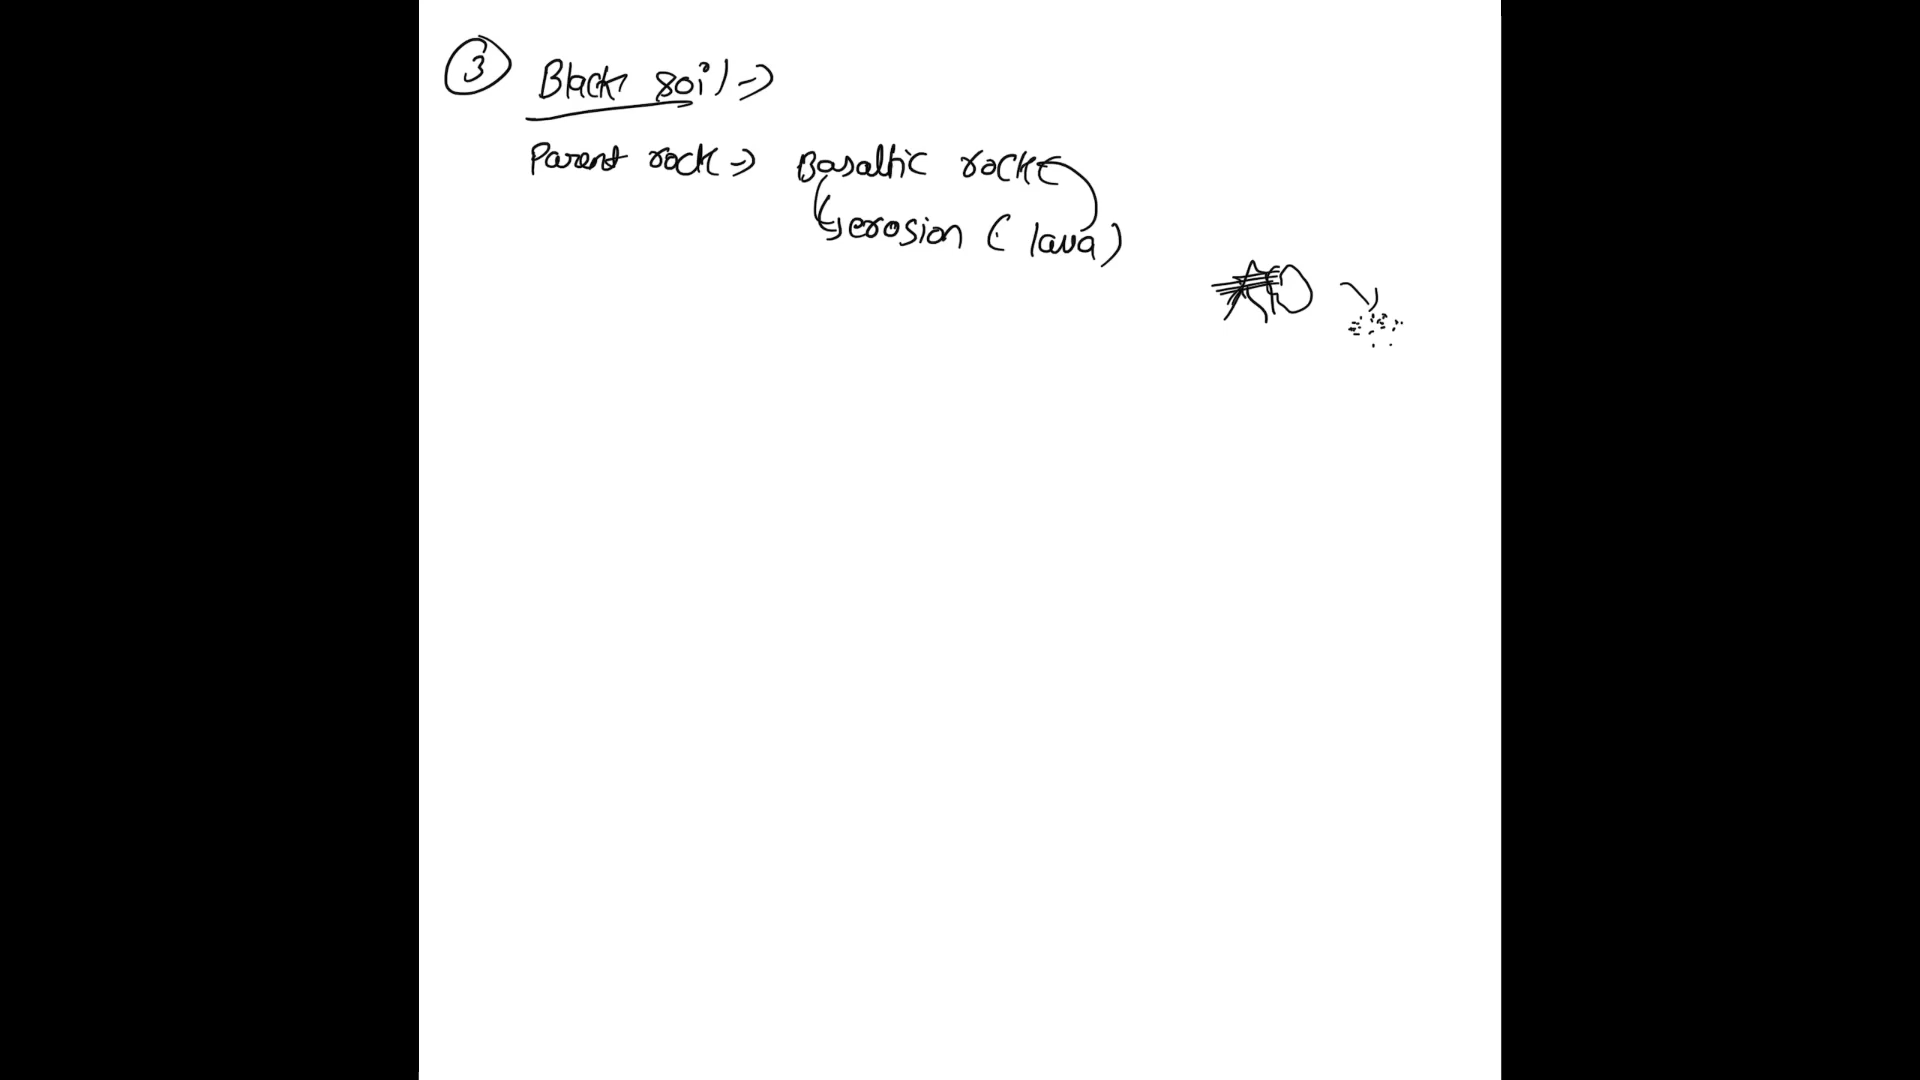 3 Black soil =>
Parent rock => Basaltic rock
erosion ( lava )